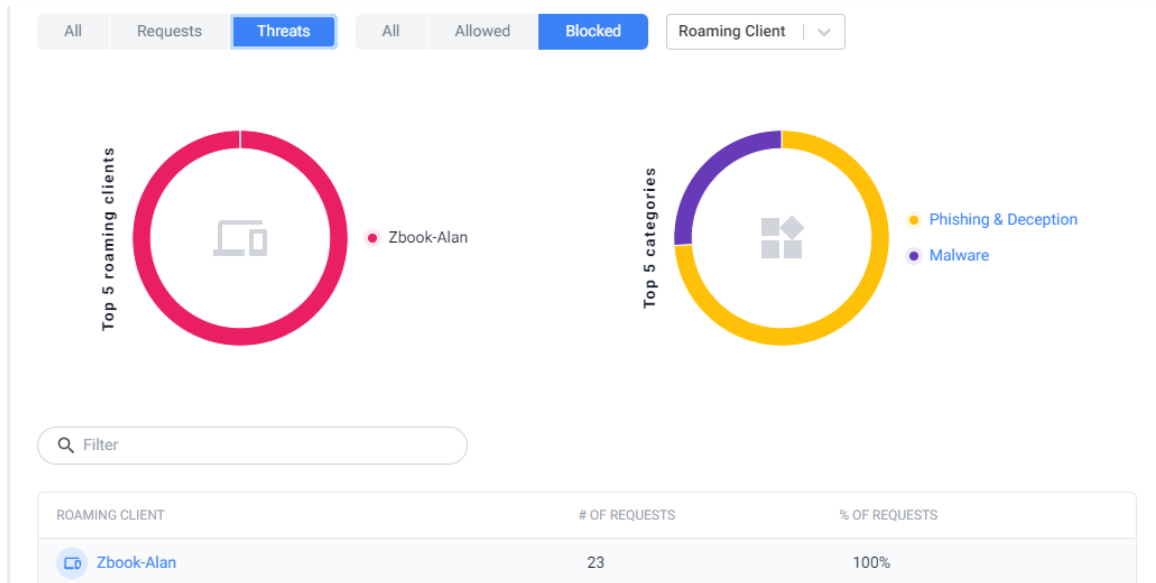 All Requests Threats All Allowed Blocked Roaming Client
Top 5 roaming clients
Zbook-Alan
Top 5 categories
Phishing & Deception
Malware
Filter
ROAMING CLIENT # OF REQUESTS % OF REQUESTS
Zbook-Alan 23 100%